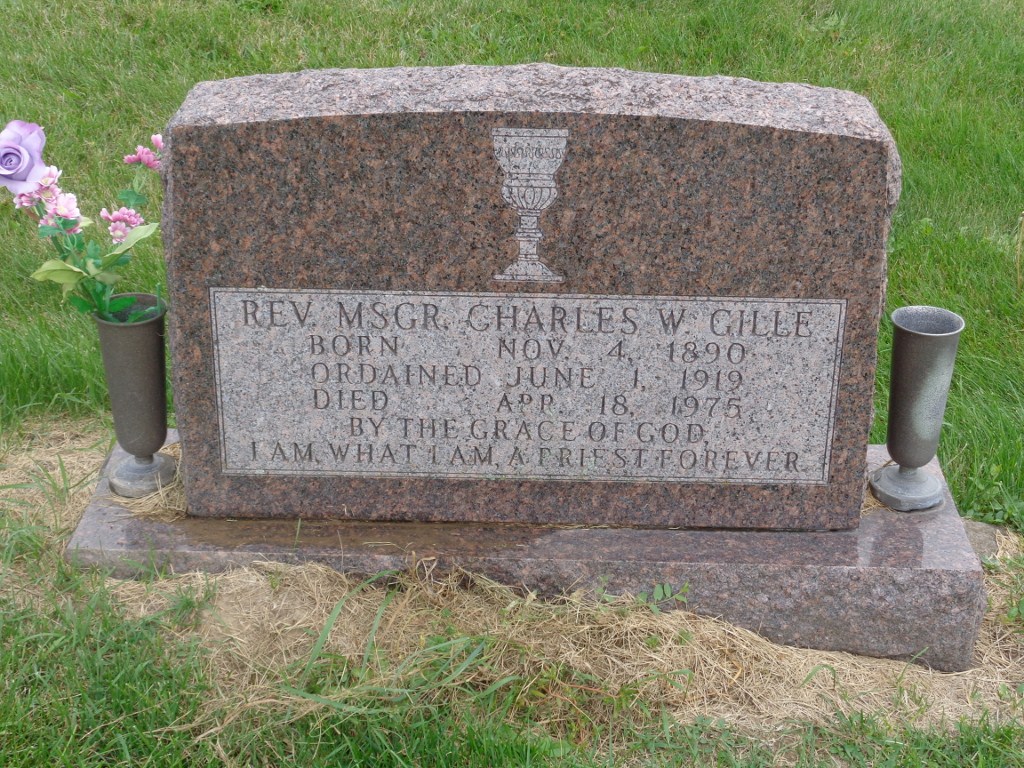 REV. MSGR. CHARLES W. GILLE
BORN NOV. 4, 1890
ORDAINED JUNE 1, 1919
DIED APR. 18, 1975
BY THE GRACE OF GOD,
I AM, WHAT I AM, A PRIEST FOREVER.